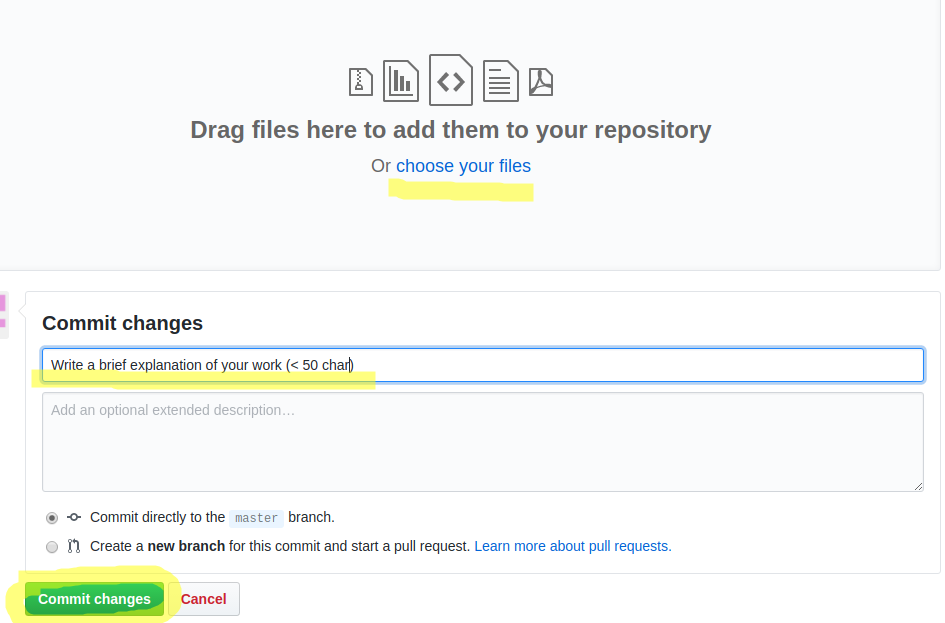 Drag files here to add them to your repository
Or choose your files
Commit changes
Write a brief explanation of your work (< 50 char)
Add an optional extended description…
Commit directly to the master branch.
Create a new branch for this commit and start a pull request. Learn more about pull requests.
Commit changes Cancel